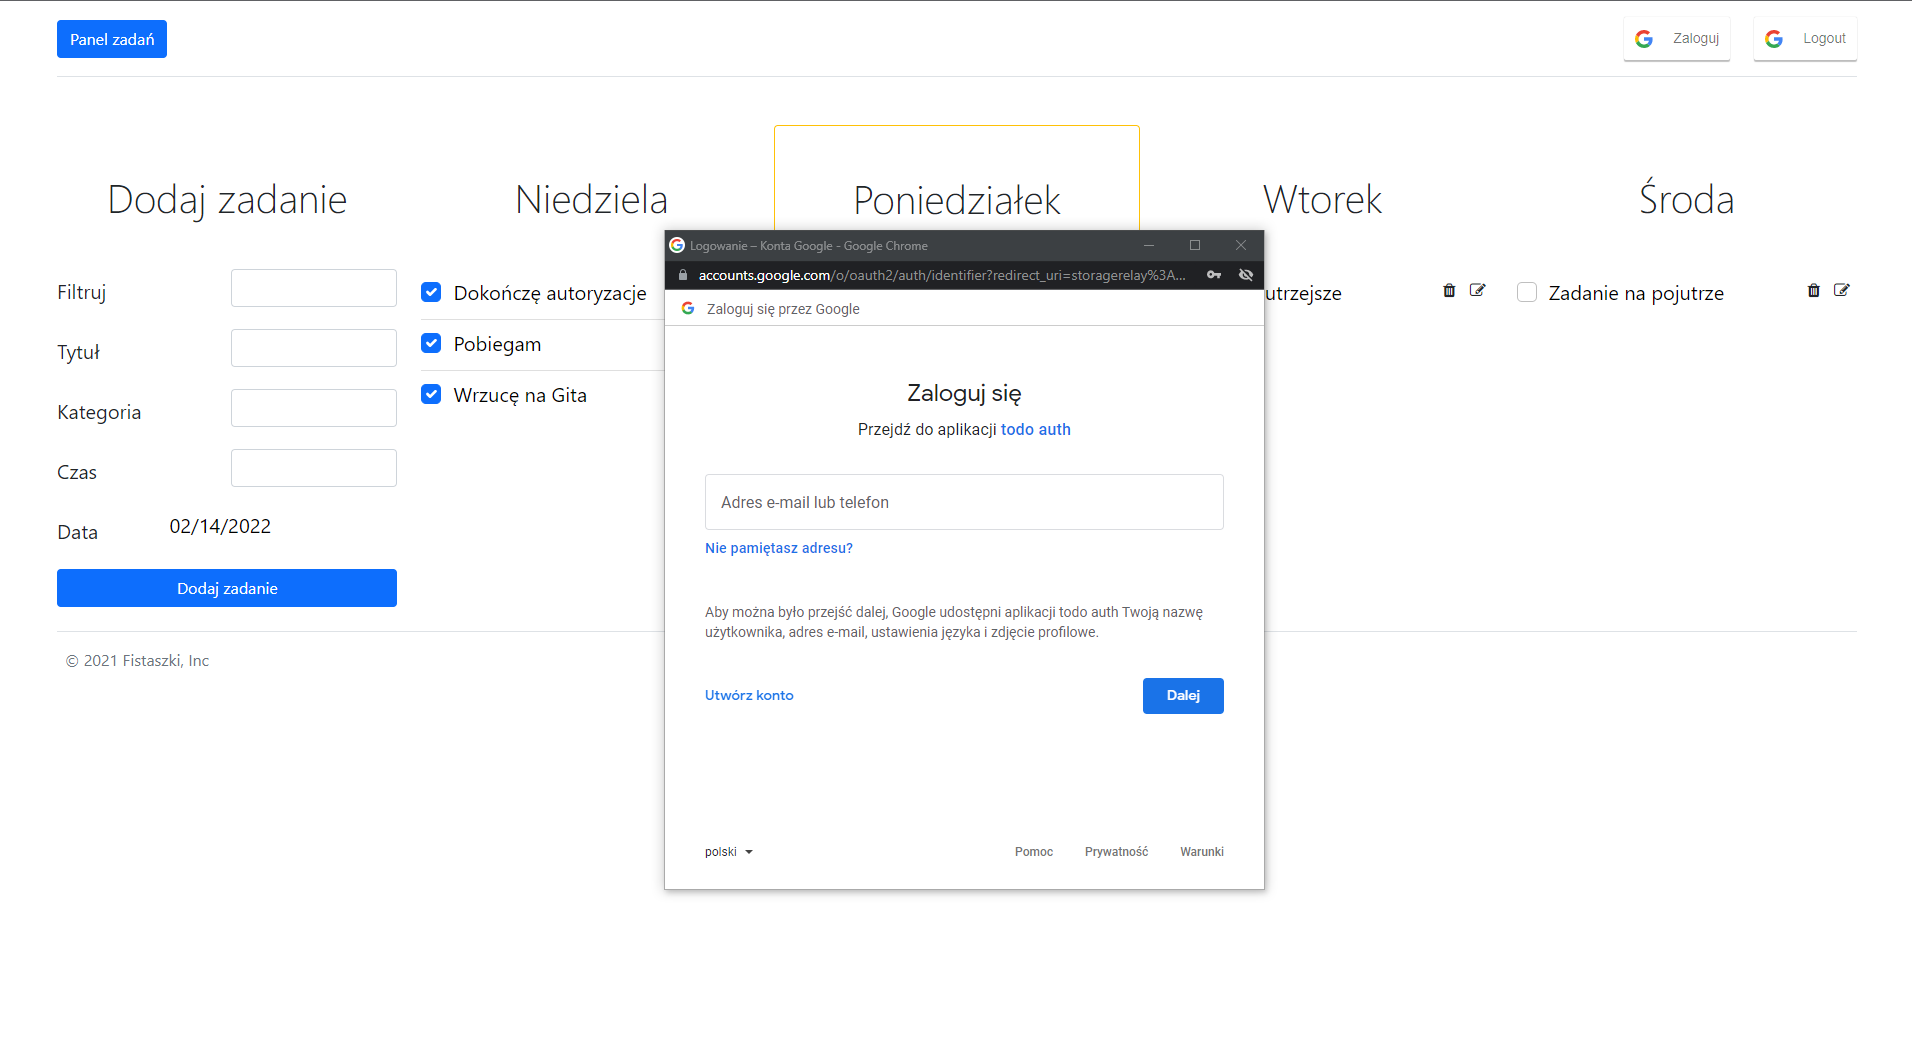 Panel zadań
Zaloguj
Logout
Dodaj zadanie
Niedziela
Poniedziałek
Wtorek
Środa
Filtruj
Tytuł
Kategoria
Czas
Data 02/14/2022
Dodaj zadanie
Dokończę autoryzacje
Pobiegam
Wrzucę na Gita
utrzejsze
Zadanie na pojutrze
Logowanie – Konta Google - Google Chrome
accounts.google.com/o/oauth2/auth/identifier?redirect_uri=storagerelay%3A...
Zaloguj się przez Google
Zaloguj się
Przejdź do aplikacji todo auth
Adres e-mail lub telefon
Nie pamiętasz adresu?
Aby można było przejść dalej, Google udostępni aplikacji todo auth Twoją nazwę
użytkownika, adres e-mail, ustawienia języka i zdjęcie profilowe.
Utwórz konto
Dalej
polski
Pomoc
Prywatność
Warunki
© 2021 Fistaszki, Inc